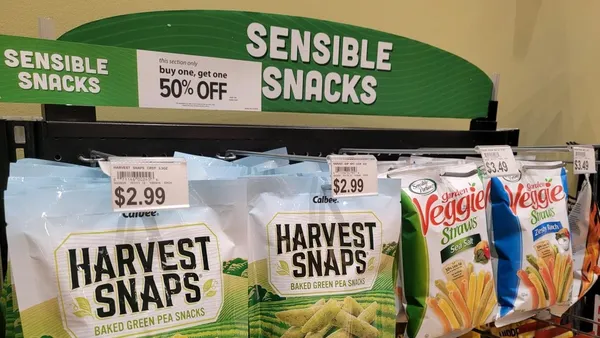 SENSIBLE
SNACKS
this section only
buy one, get one
50% OFF
SENSIBLE
SNACKS
$2.99
Calbee
HARVEST
SNAPS
BAKED GREEN PEA SNACKS
$2.99
Calbee
HARVEST
SNAPS
BAKED GREEN PEA SNACKS
$3.49
Garden
Veggie
Straws
Sea Salt
Garden
Veggie
Straws
Zesty Ranch
$3.49